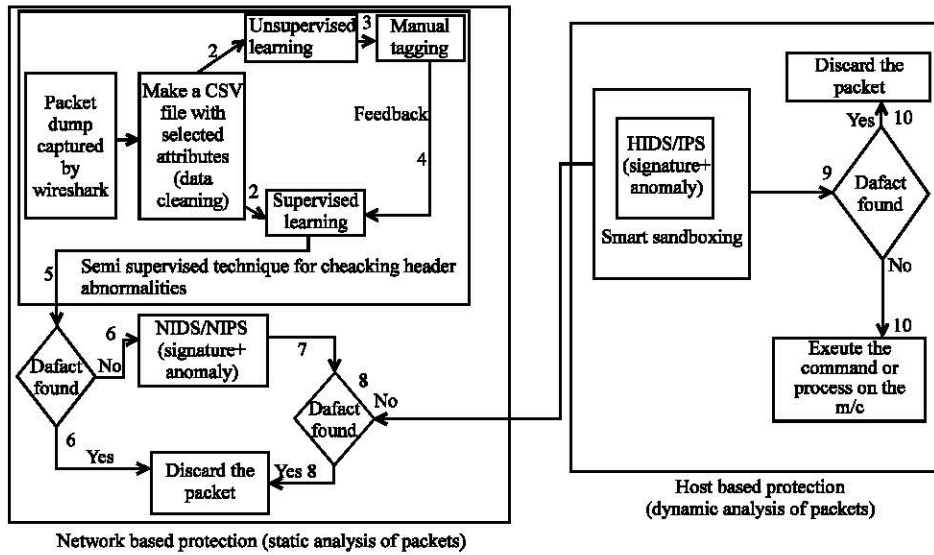 Packet
dump
captured
by
wireshark
Make a CSV
file with
selected
attributes
(data
cleaning)
2
Unsupervised
learning
3
Manual
tagging
Feedback
4
2
Supervised
learning
5
Semi supervised technique for cheacking header
abnormalities
Dafact
found
6
No
NIDS/NIPS
(signature+
anomaly)
7
6
Yes
Discard the
packet
8
No
Dafact
found
Yes 8
Network based protection (static analysis of packets)
HIDS/IPS
(signature+
anomaly)
Smart sandboxing
9
Discard the
packet
Yes
10
Dafact
found
No
10
Exeute the
command or
process on the
m/c
Host based protection
(dynamic analysis of packets)